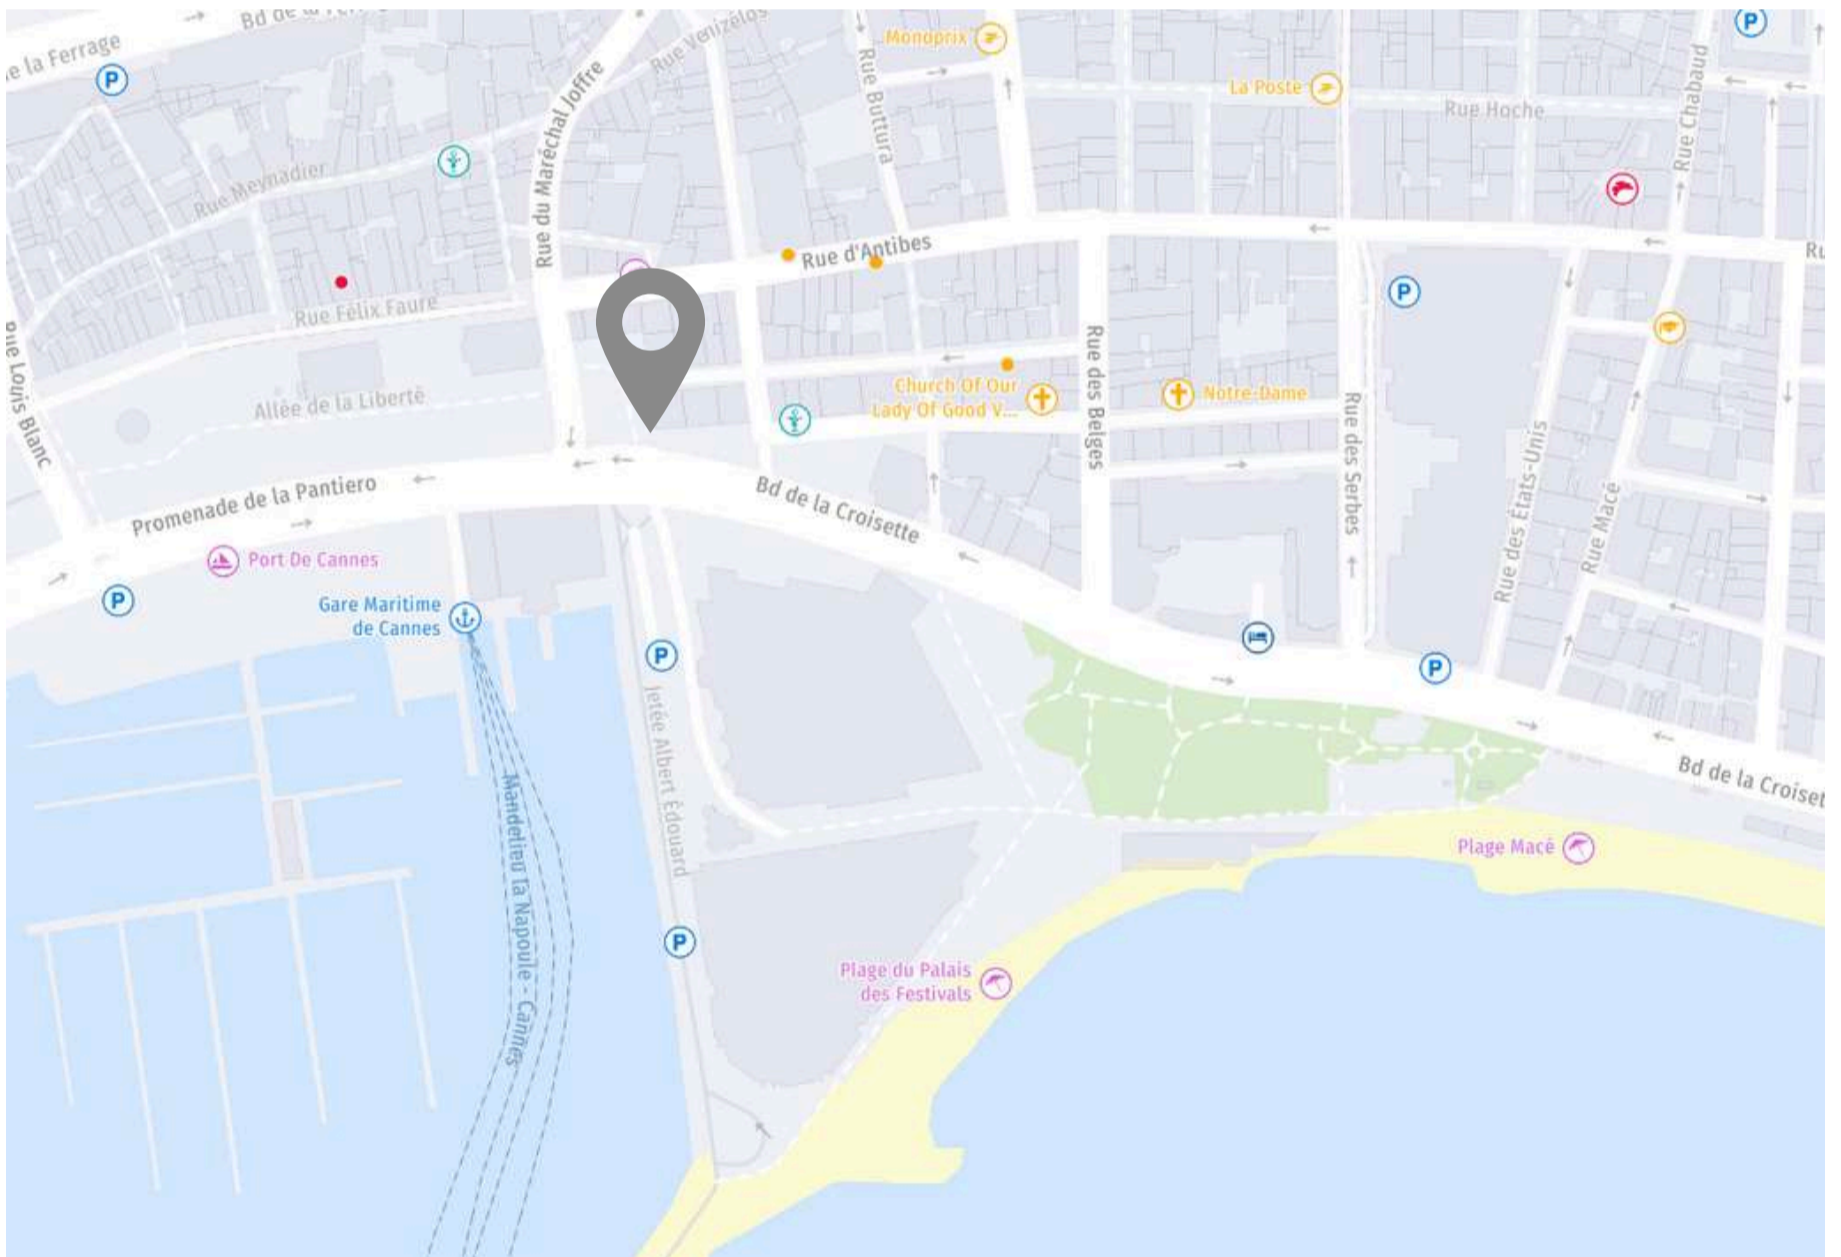 Rue Venizélos
e la Ferrage
Monoprix
Rue Buttura
La Poste
Rue Hoche
Rue Chabaud
Rue du Maréchal Joffre
Rue Meynadier
Rue d'Antibes
Ru
Rue Félix Faure
Rue Louis Blanc
Allée de la Liberté
Church Of Our
Lady Of Good V...
Rue des Belges
Notre-Dame
Rue des Serbes
Rue des États-Unis
Rue Macé
Promenade de la Pantiero
Bd de la Croisette
Port De Cannes
Gare Maritime
de Cannes
P
P
P
P
P
P
P
Jetée Albert Édouard
Mandelieu la Napoule - Cannes
Bd de la Croiset
Plage Macé
Plage du Palais
des Festivals